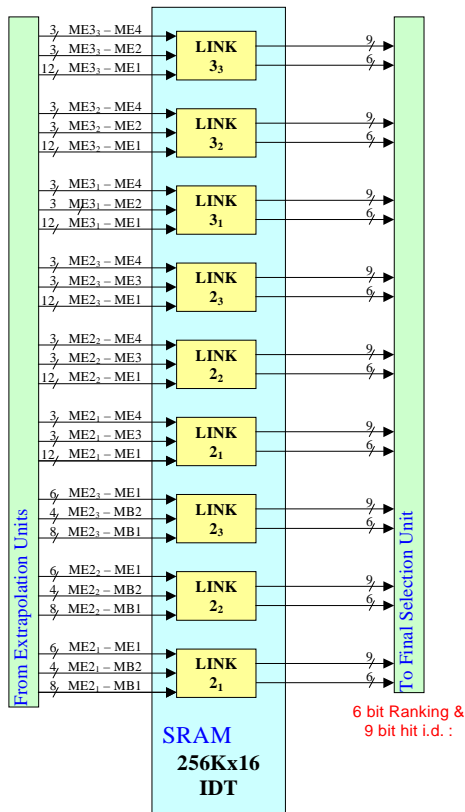 3 ME3₃ – ME4
3 ME3₃ – ME2
12 ME3₃ – ME1
LINK
3₃
9
6
3 ME3₂ – ME4
3 ME3₂ – ME2
12 ME3₂ – ME1
LINK
3₂
9
6
3 ME3₁ – ME4
3 ME3₁ – ME2
12 ME3₁ – ME1
LINK
3₁
9
6
3 ME2₃ – ME4
3 ME2₃ – ME3
12 ME2₃ – ME1
LINK
2₃
9
6
3 ME2₂ – ME4
3 ME2₂ – ME3
12 ME2₂ – ME1
LINK
2₂
9
6
3 ME2₁ – ME4
3 ME2₁ – ME3
12 ME2₁ – ME1
LINK
2₁
9
6
6 ME2₃ – ME1
4 ME2₃ – MB2
8 ME2₃ – MB1
LINK
2₃
9
6
6 ME2₂ – ME1
4 ME2₂ – MB2
8 ME2₂ – MB1
LINK
2₂
9
6
6 ME2₁ – ME1
4 ME2₁ – MB2
8 ME2₁ – MB1
LINK
2₁
9
6
From Extrapolation Units
To Final Selection Unit
6 bit Ranking &
9 bit hit i.d. :
SRAM
256Kx16
IDT